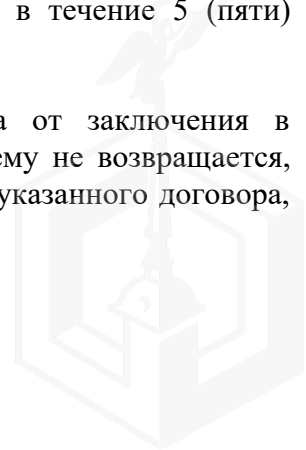 в течение 5 (пяти)
от заключения в
ему не возвращается,
указанного договора,